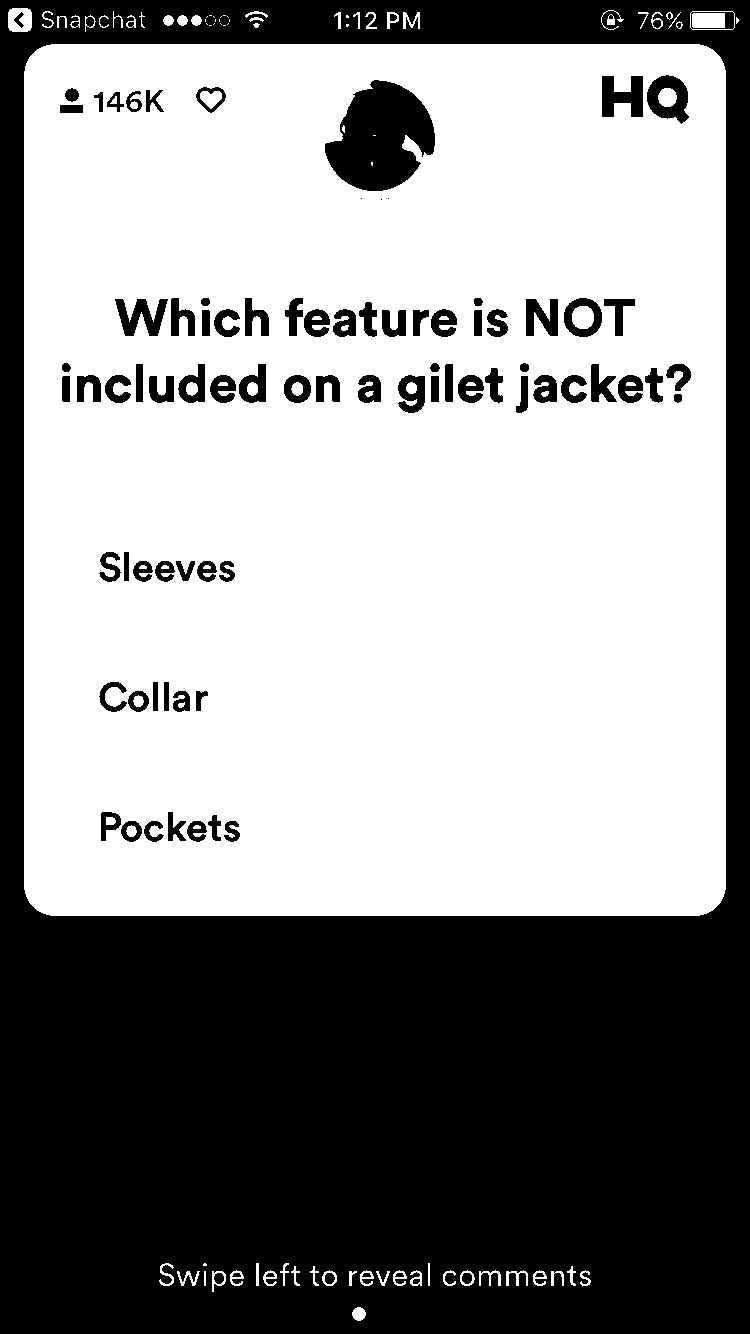 Snapchat 1:12 PM 76%
146K HQ
Which feature is NOT
included on a gilet jacket?
Sleeves
Collar
Pockets
Swipe left to reveal comments